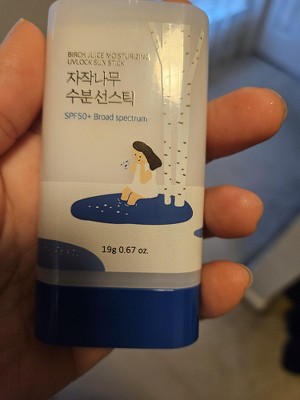 BIRCH JUICE MOISTURIZING
UVLOCK SUN STICK
자작나무
수분선스틱
SPF50+ Broad spectrum
19g 0.67 oz.